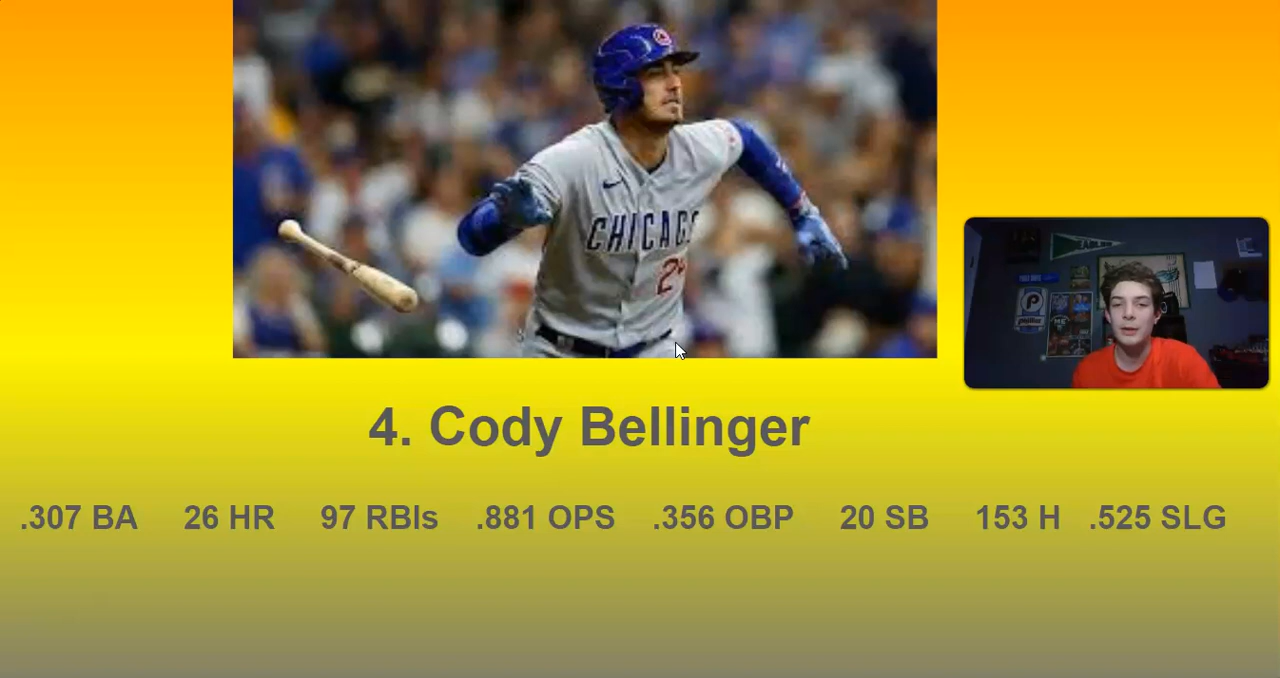 CHICAGO
24
4. Cody Bellinger
.307 BA 26 HR 97 RBIs .881 OPS .356 OBP 20 SB 153 H .525 SLG